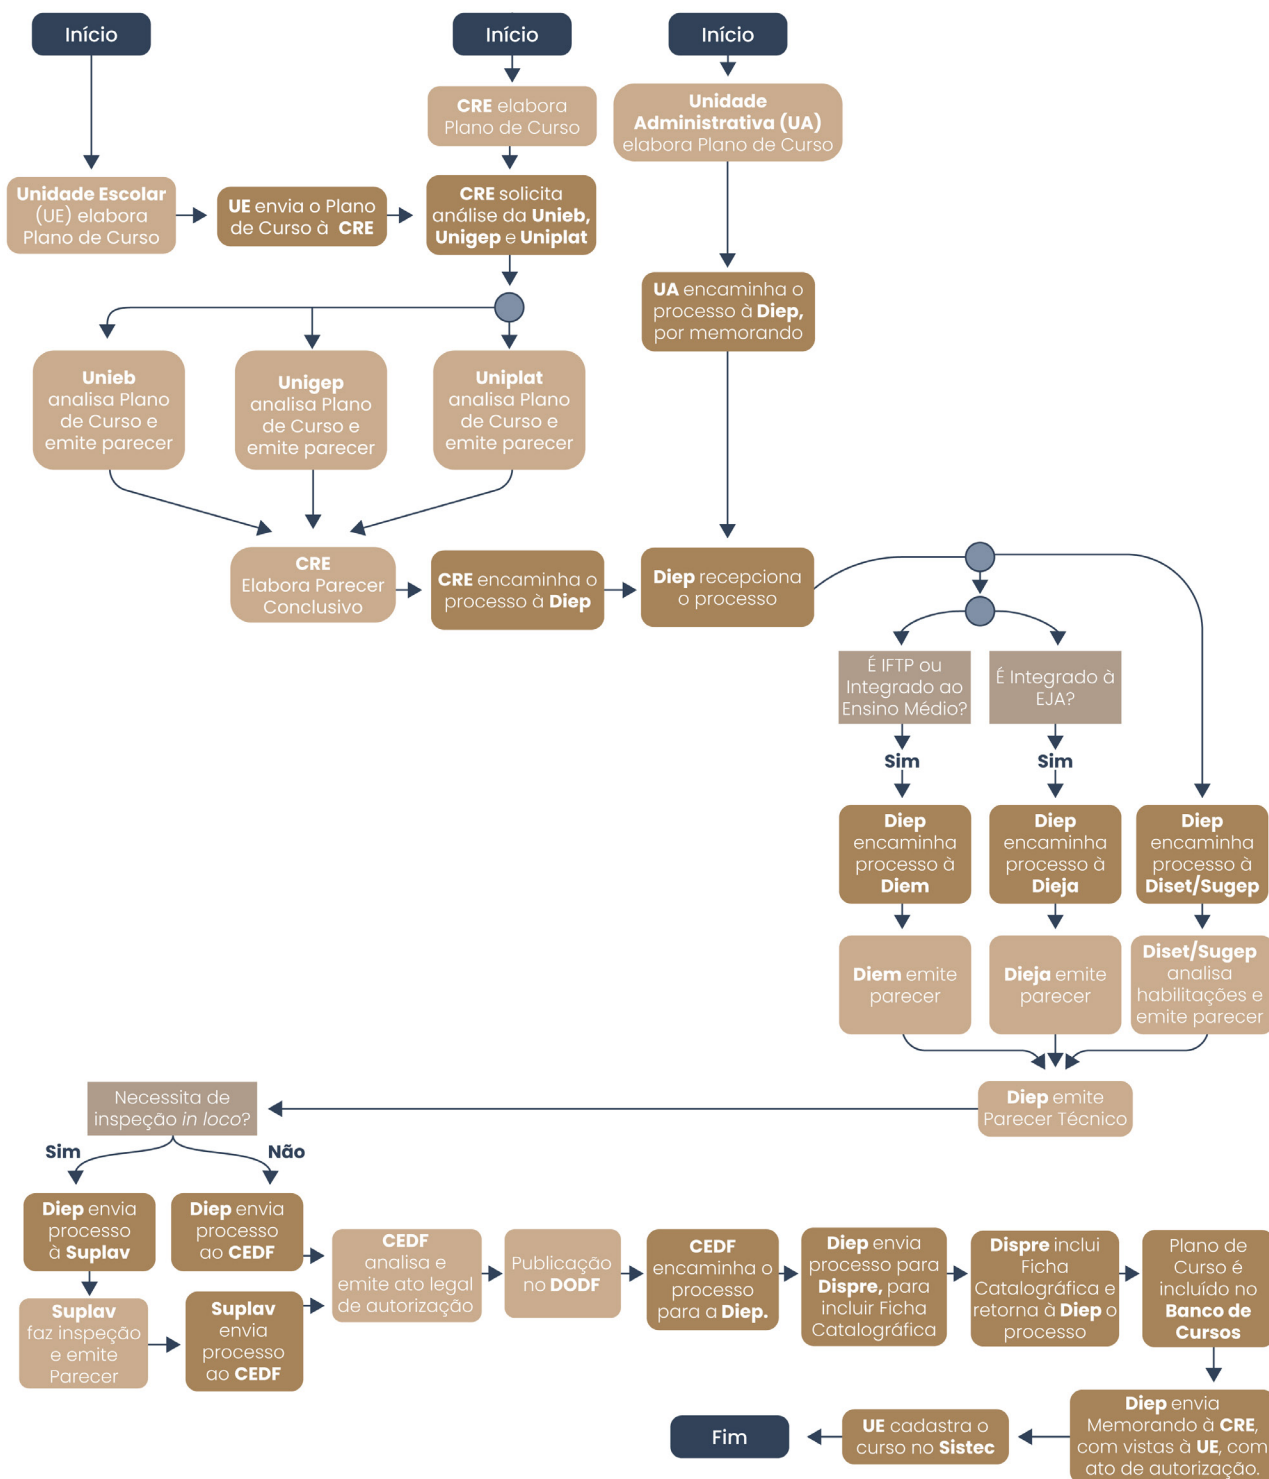 Início
Início
Início
CRE elabora
Plano de Curso
Unidade
Administrativa (UA)
elabora Plano de Curso
Unidade Escolar
(UE) elabora
Plano de Curso
UE envia o Plano
de Curso à CRE
CRE solicita
análise da Unieb,
Unigep e Uniplat
UA encaminha o
processo à Diep,
por memorando
Unieb
analisa Plano
de Curso e
emite parecer
Unigep
analisa Plano
de Curso e
emite parecer
Uniplat
analisa Plano
de Curso e
emite parecer
CRE
Elabora Parecer
Conclusivo
CRE encaminha o
processo à Diep
Diep recepciona
o processo
É IFTP ou
Integrado ao
Ensino Médio?
É Integrado à
EJA?
Sim
Sim
Diep
encaminha
processo à
Diem
Diep
encaminha
processo à
Dieja
Diep
encaminha
processo à
Diset/Sugep
Diem emite
parecer
Dieja emite
parecer
Diset/Sugep
analisa
habilitações e
emite parecer
Diep emite
Parecer Técnico
Necessita de
inspeção in loco?
Sim
Não
Diep envia
processo
à Suplav
Diep envia
processo
ao CEDF
Suplav
faz inspeção
e emite
Parecer
Suplav
envia
processo
ao CEDF
CEDF
analisa e
emite ato legal
de autorização
Publicação
no DODF
CEDF
encaminha o
processo
para a Diep.
Diep envia
processo para
Dispre, para
incluir Ficha
Catalográfica
Dispre inclui
Ficha
Catalográfica e
retorna à Diep o
processo
Plano de
Curso é
incluído no
Banco de
Cursos
Diep envia
Memorando à CRE,
com vistas à UE, com
ato de autorização.
UE cadastra o
curso no Sistec
Fim